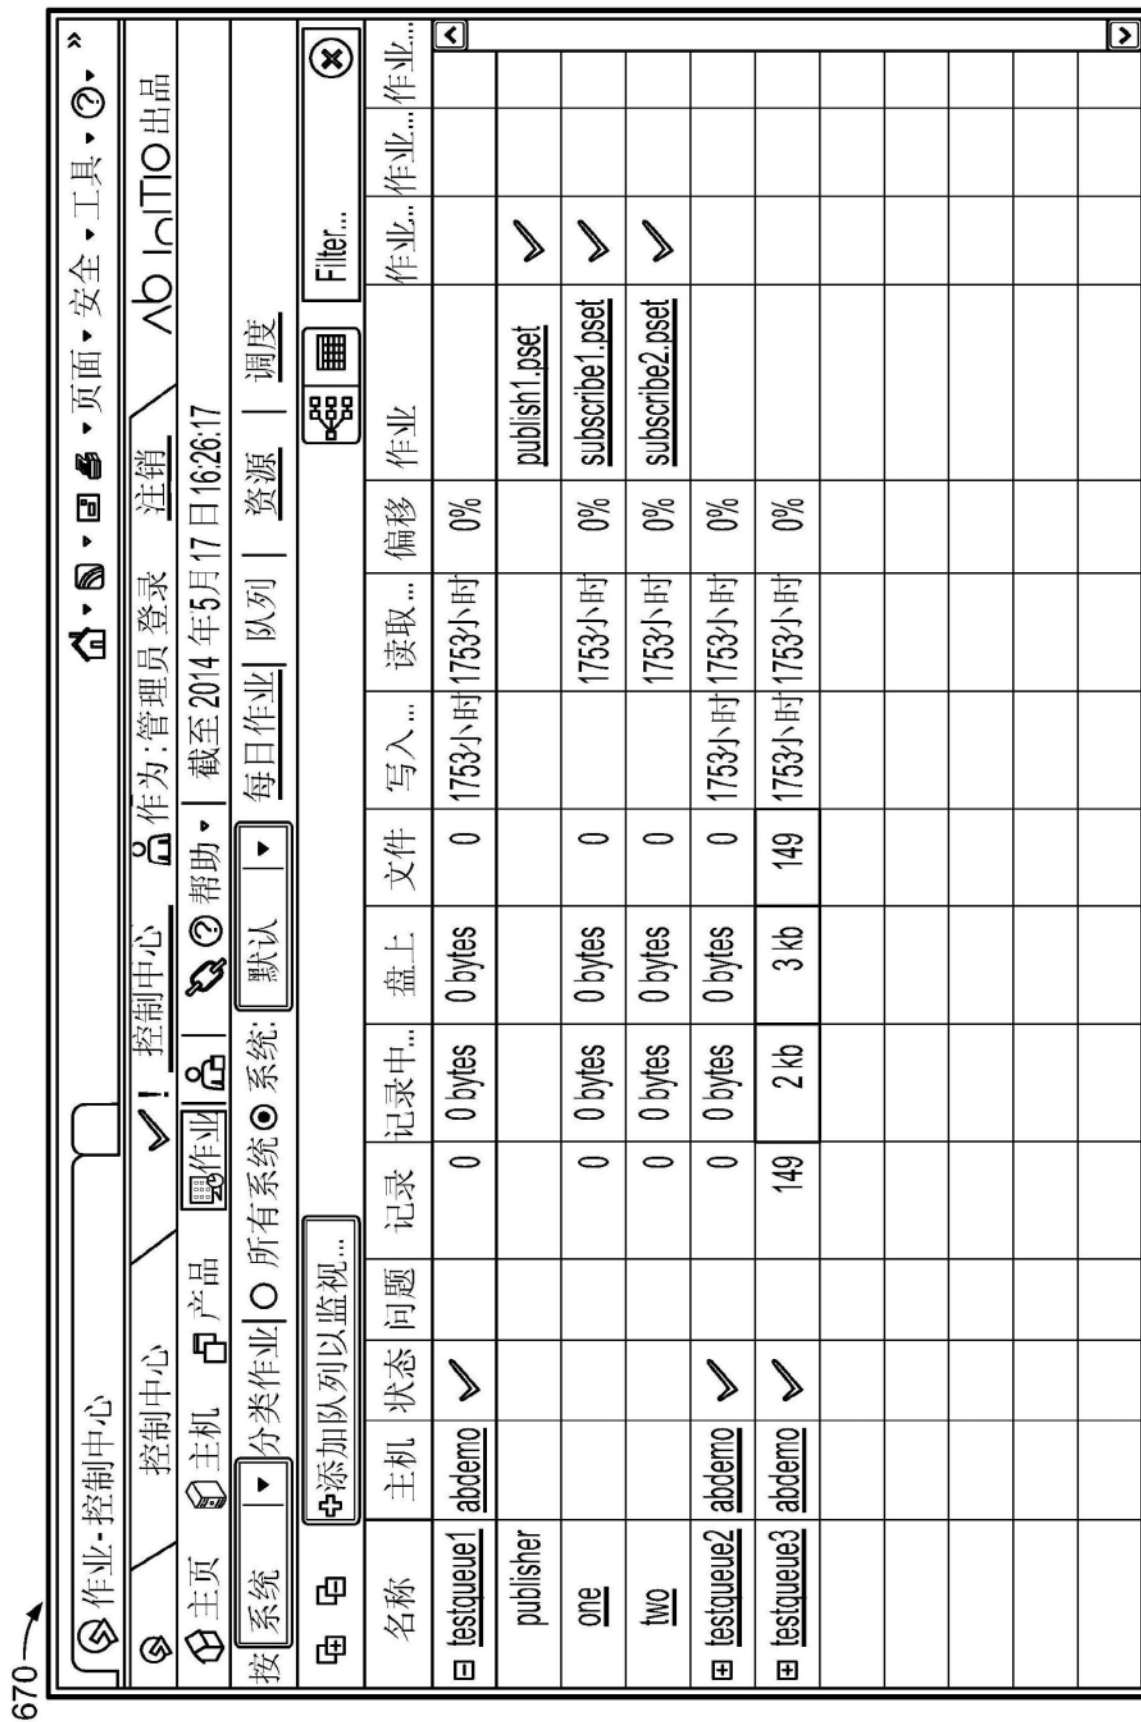 670
作业-控制中心
» 页面 安全 工具
控制中心
控制中心 作为:管理员 登录 注销 Ab InITIO 出品
主页 主机 产品 作业 帮助 截至2014年5月17日16:26:17
按 系统 分类作业 所有系统 系统: 默认 每日作业 队列 资源 调度
添加队列以监视... Filter...
名称 主机 状态 问题 记录 记录中... 盘上 文件 写入... 读取... 偏移 作业 作业... 作业... 作业...
testqueue1 abdemo 0 0 bytes 0 bytes 0 1753小时 1753小时 0%
publisher publish1.pset
one 0 0 bytes 0 bytes 0 1753小时 0% subscribe1.pset
two 0 0 bytes 0 bytes 0 1753小时 0% subscribe2.pset
testqueue2 abdemo 0 0 bytes 0 bytes 0 1753小时 1753小时 0%
testqueue3 abdemo 149 2 kb 3 kb 149 1753小时 1753小时 0%